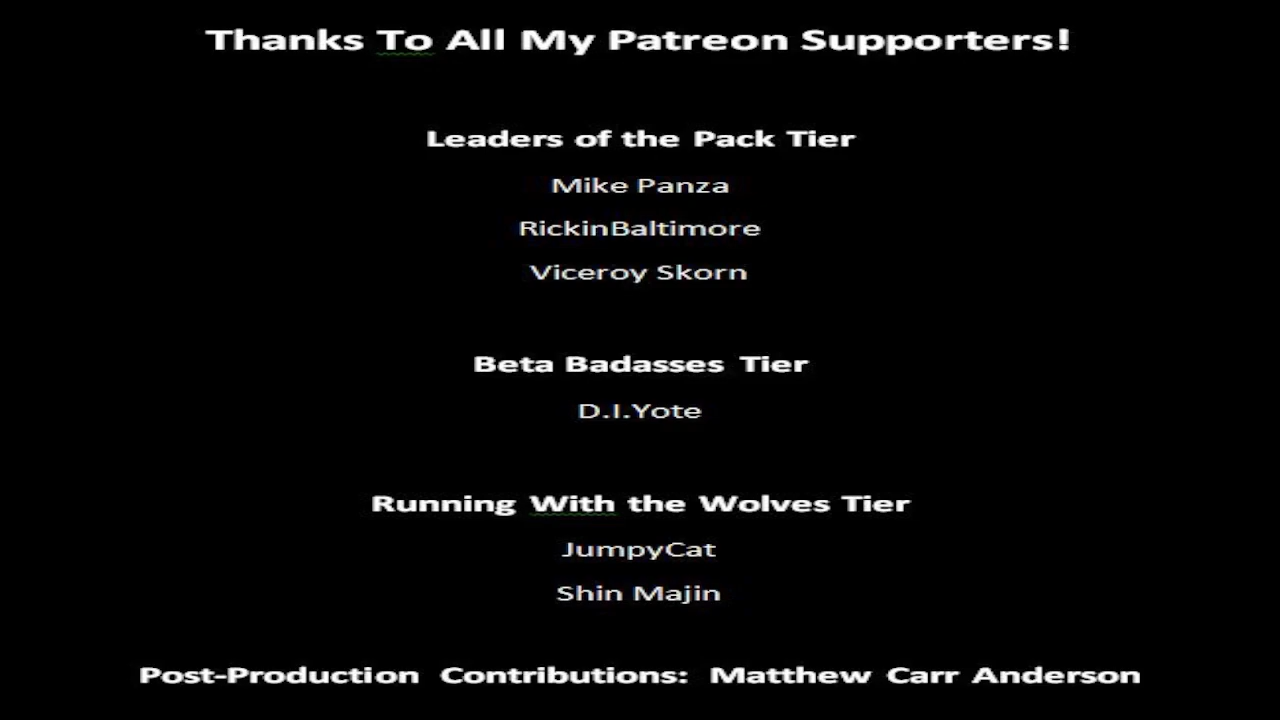 Thanks To All My Patreon Supporters!
Leaders of the Pack Tier
Mike Panza
RickinBaltimore
Viceroy Skorn
Beta Badasses Tier
D.I.Yote
Running With the Wolves Tier
JumpyCat
Shin Majin
Post-Production Contributions: Matthew Carr Anderson